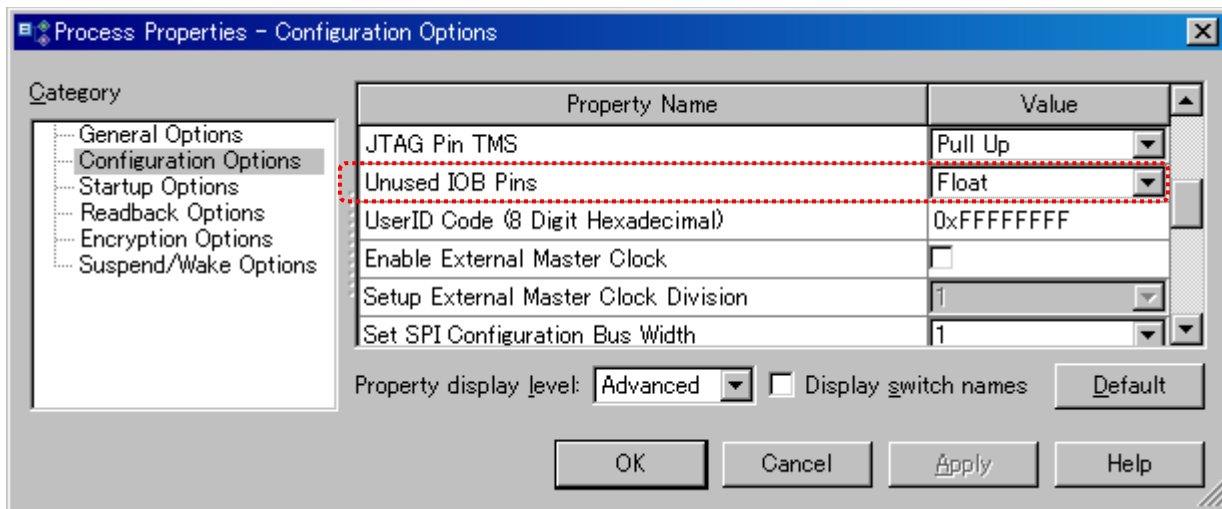 Process Properties - Configuration Options
Category
General Options
Configuration Options
Startup Options
Readback Options
Encryption Options
Suspend/Wake Options
Property Name Value
JTAG Pin TMS Pull Up
Unused IOB Pins Float
UserID Code (8 Digit Hexadecimal) 0xFFFFFFFF
Enable External Master Clock
Setup External Master Clock Division 1
Set SPI Configuration Bus Width 1
Property display level: Advanced Display switch names Default
OK Cancel Apply Help